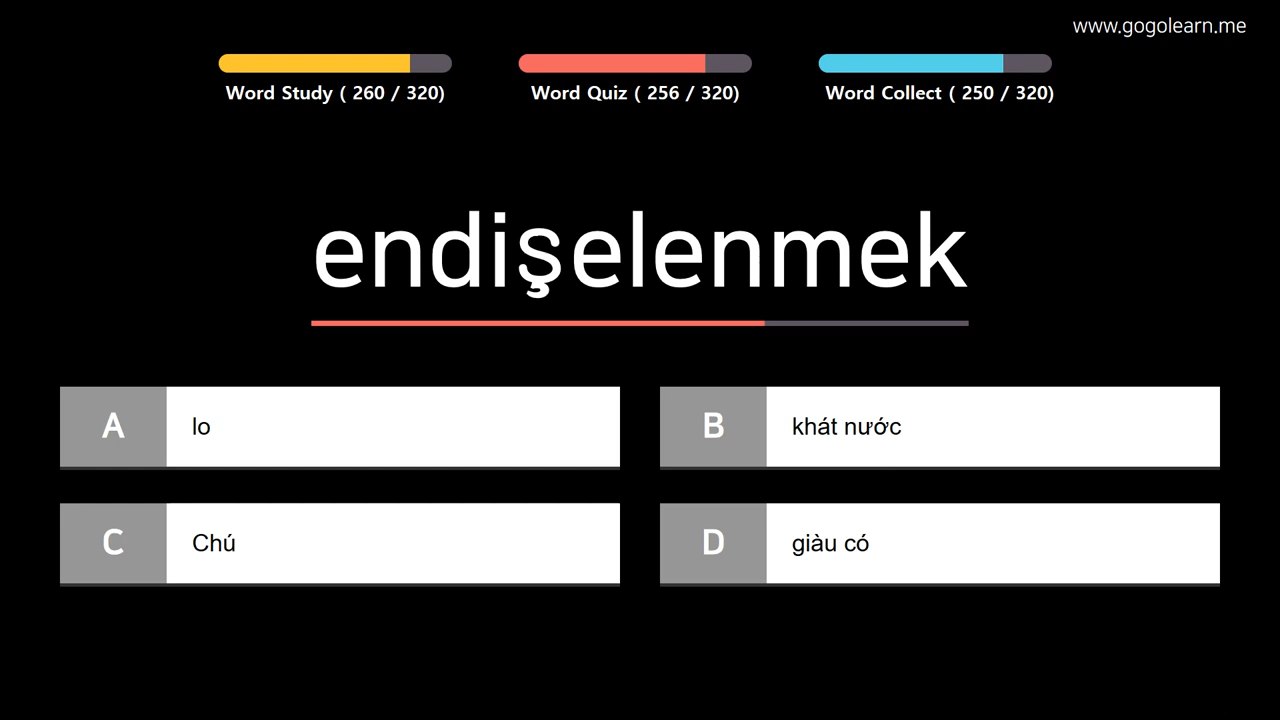 www.gogolearn.me
Word Study ( 260 / 320)
Word Quiz ( 256 / 320)
Word Collect ( 250 / 320)
endişelenmek
A lo
B khát nước
C Chú
D giàu có